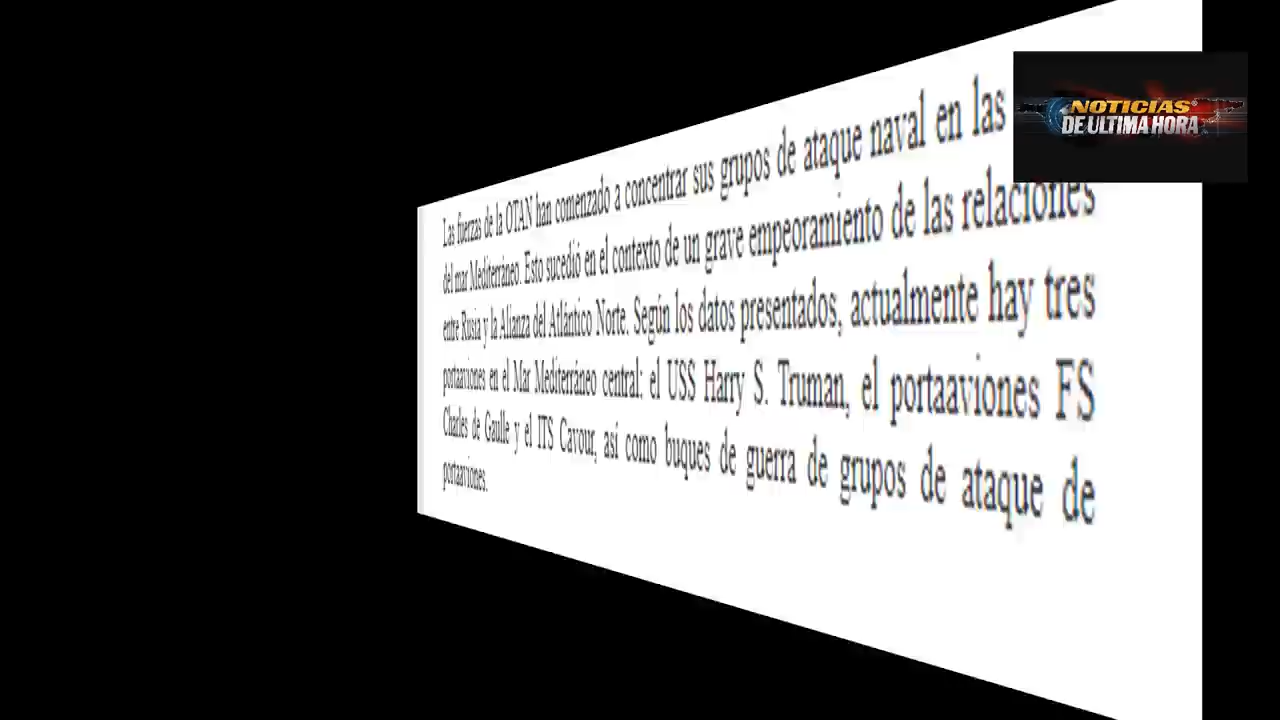 NOTICIAS
DE ULTIMA HORA
Las fuerzas de la OTAN han comenzado a concentrar sus grupos de ataque naval en las
del mar Mediterráneo. Esto sucedió en el contexto de un grave empeoramiento de las relaciones
entre Rusia y la Alianza del Atlántico Norte. Según los datos presentados, actualmente hay tres
portaaviones en el Mar Mediterráneo central: el USS Harry S. Truman, el portaaviones FS
Charles de Gaulle y el ITS Cavour, así como buques de guerra de grupos de ataque de
portaaviones.